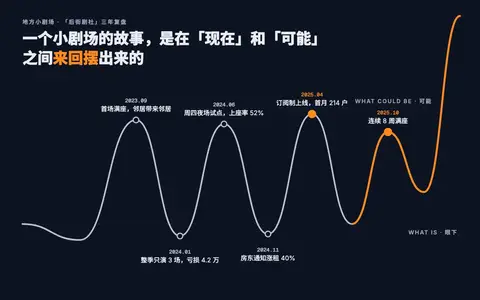 地方小剧场 · 「后街剧社」三年复盘
一个小剧场的故事，是在「现在」和「可能」
之间来回摆出来的
2023.09
首场满座，邻居带来邻居
2024.06
周四夜场试点，上座率 52%
2025.04
订阅制上线，首月 214 户
WHAT COULD BE · 可能
2025.10
连续 8 周满座
WHAT IS · 眼下
2024.01
整季只演 3 场，亏损 4.2 万
2024.11
房东通知涨租 40%